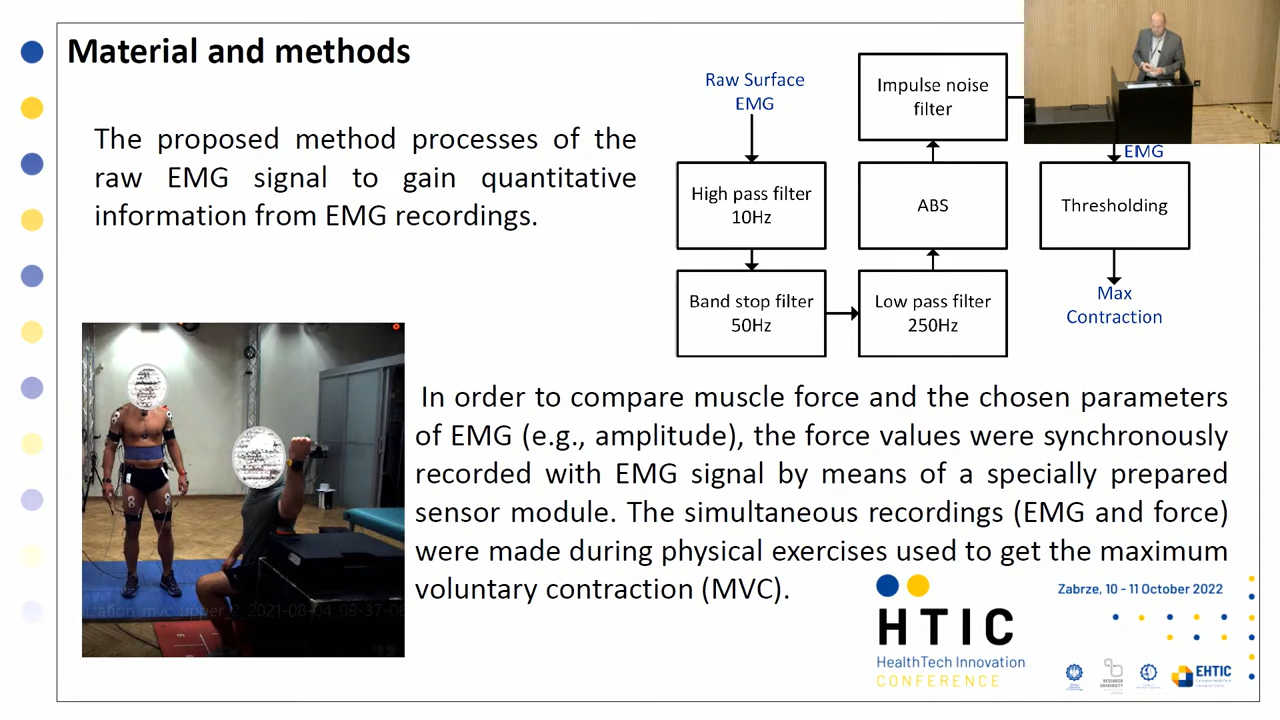 Material and methods
The proposed method processes of the
raw EMG signal to gain quantitative
information from EMG recordings.
Raw Surface
EMG
High pass filter
10Hz
Band stop filter
50Hz
Impulse noise
filter
ABS
Low pass filter
250Hz
EMG
Thresholding
Max
Contraction
In order to compare muscle force and the chosen parameters
of EMG (e.g., amplitude), the force values were synchronously
recorded with EMG signal by means of a specially prepared
sensor module. The simultaneous recordings (EMG and force)
were made during physical exercises used to get the maximum
voluntary contraction (MVC).
HTIC
HealthTech Innovation
CONFERENCE
Zabrze, 10 - 11 October 2022
EHTIC